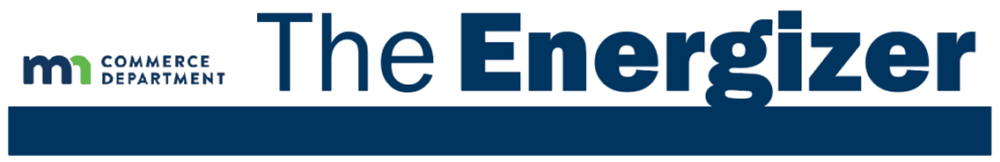 mn COMMERCE
DEPARTMENT
The Energizer